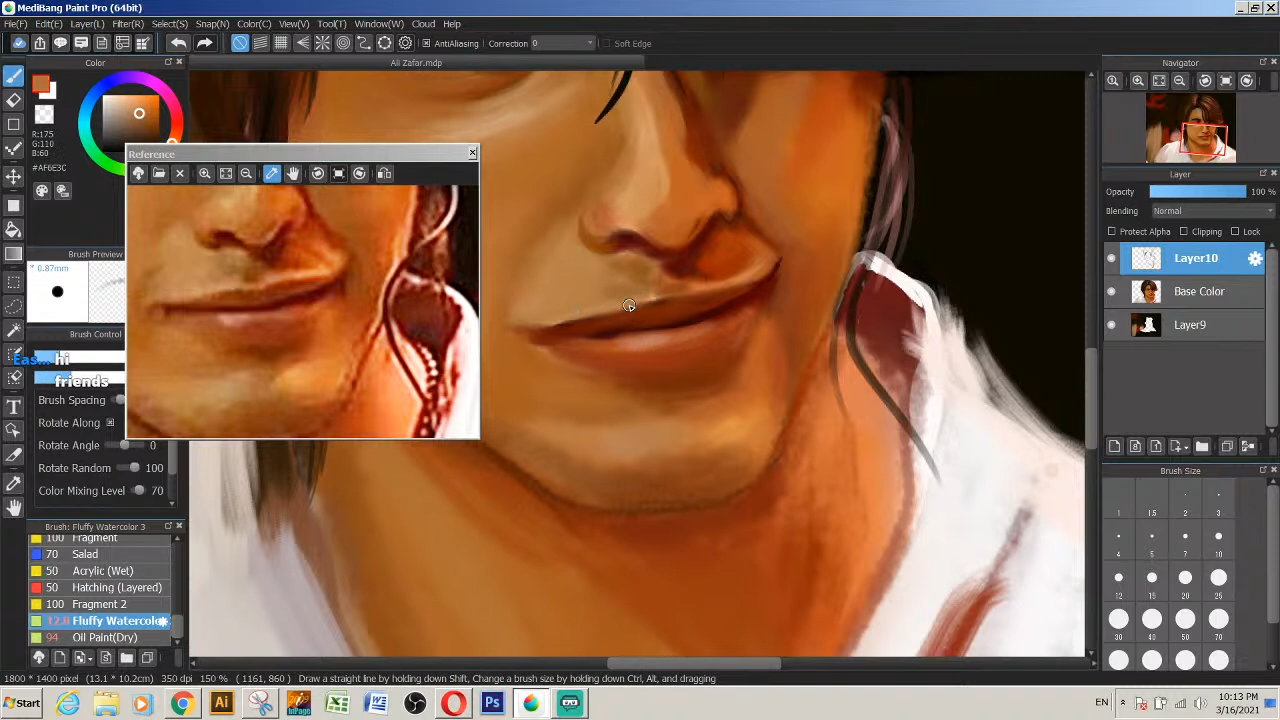 MediBang Paint Pro (64bit)
File(F) Edit(E) Layer(L) Filter(R) Select(S) Snap(N) Color(C) View(V) Tool(T) Window(W) Cloud Help
AntiAliasing Correction 0 Soft Edge
Color
Ali Zafar.mdp
Navigator
R:175
G:110
B:60
#AF6E3C
Reference
Layer
Opacity 100 %
Blending Normal
Protect Alpha Clipping Lock
Brush Preview
* 0.87mm
Layer10
Base Color
Layer9
Brush Control
Eas... hi
friends
Brush Spacing
Rotate Along
Rotate Angle 0
Rotate Random 100
Color Mixing Level 70
Brush Size
1 1.5 2 3
4 5 7 10
12 15 20 25
30 40 50 70
Brush: Fluffy Watercolor 3
100 Fragment
70 Salad
50 Acrylic (Wet)
50 Hatching (Layered)
100 Fragment 2
12.0 Fluffy Watercolo
94 Oil Paint(Dry)
1800 * 1400 pixel (13.1 * 10.2cm) 350 dpi 150 % ( 1161, 860 ) Draw a straight line by holding down Shift, Change a brush size by holding down Ctrl, Alt, and dragging
Start
Ai
Ps
EN
10:13 PM
3/16/2021